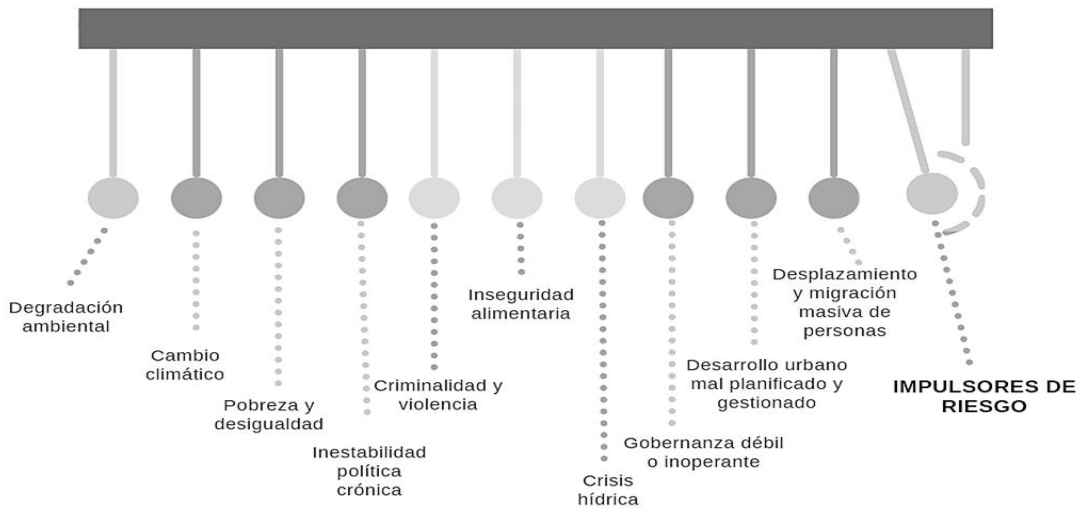 Degradación
ambiental
Cambio
climático
Pobreza y
desigualdad
Inestabilidad
política
crónica
Criminalidad y
violencia
Inseguridad
alimentaria
Crisis
hídrica
Gobernanza débil
o inoperante
Desarrollo urbano
mal planificado y
gestionado
Desplazamiento
y migración
masiva de
personas
IMPULSORES DE
RIESGO